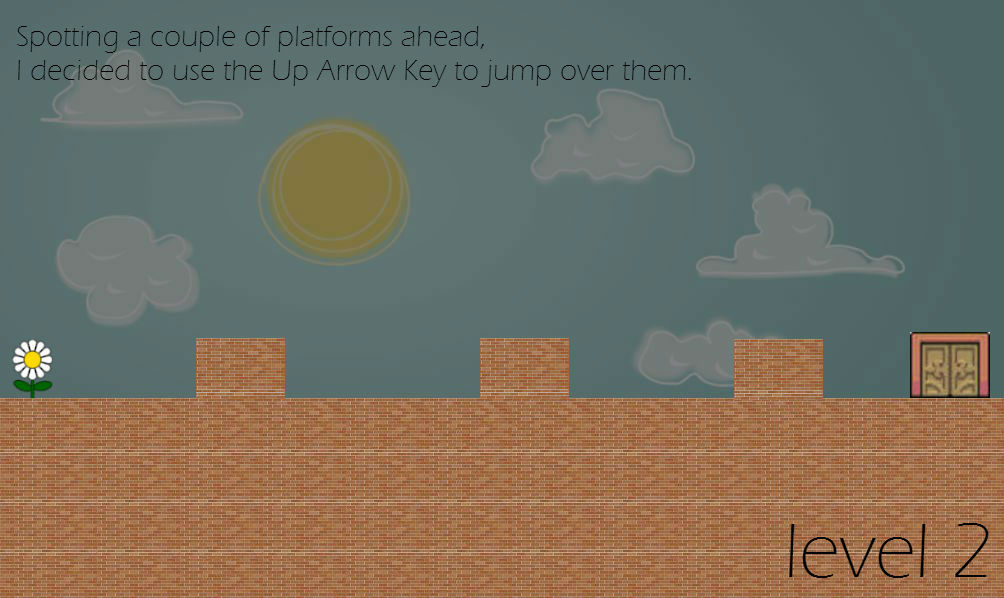 Spotting a couple of platforms ahead,
I decided to use the Up Arrow Key to jump over them.
level 2